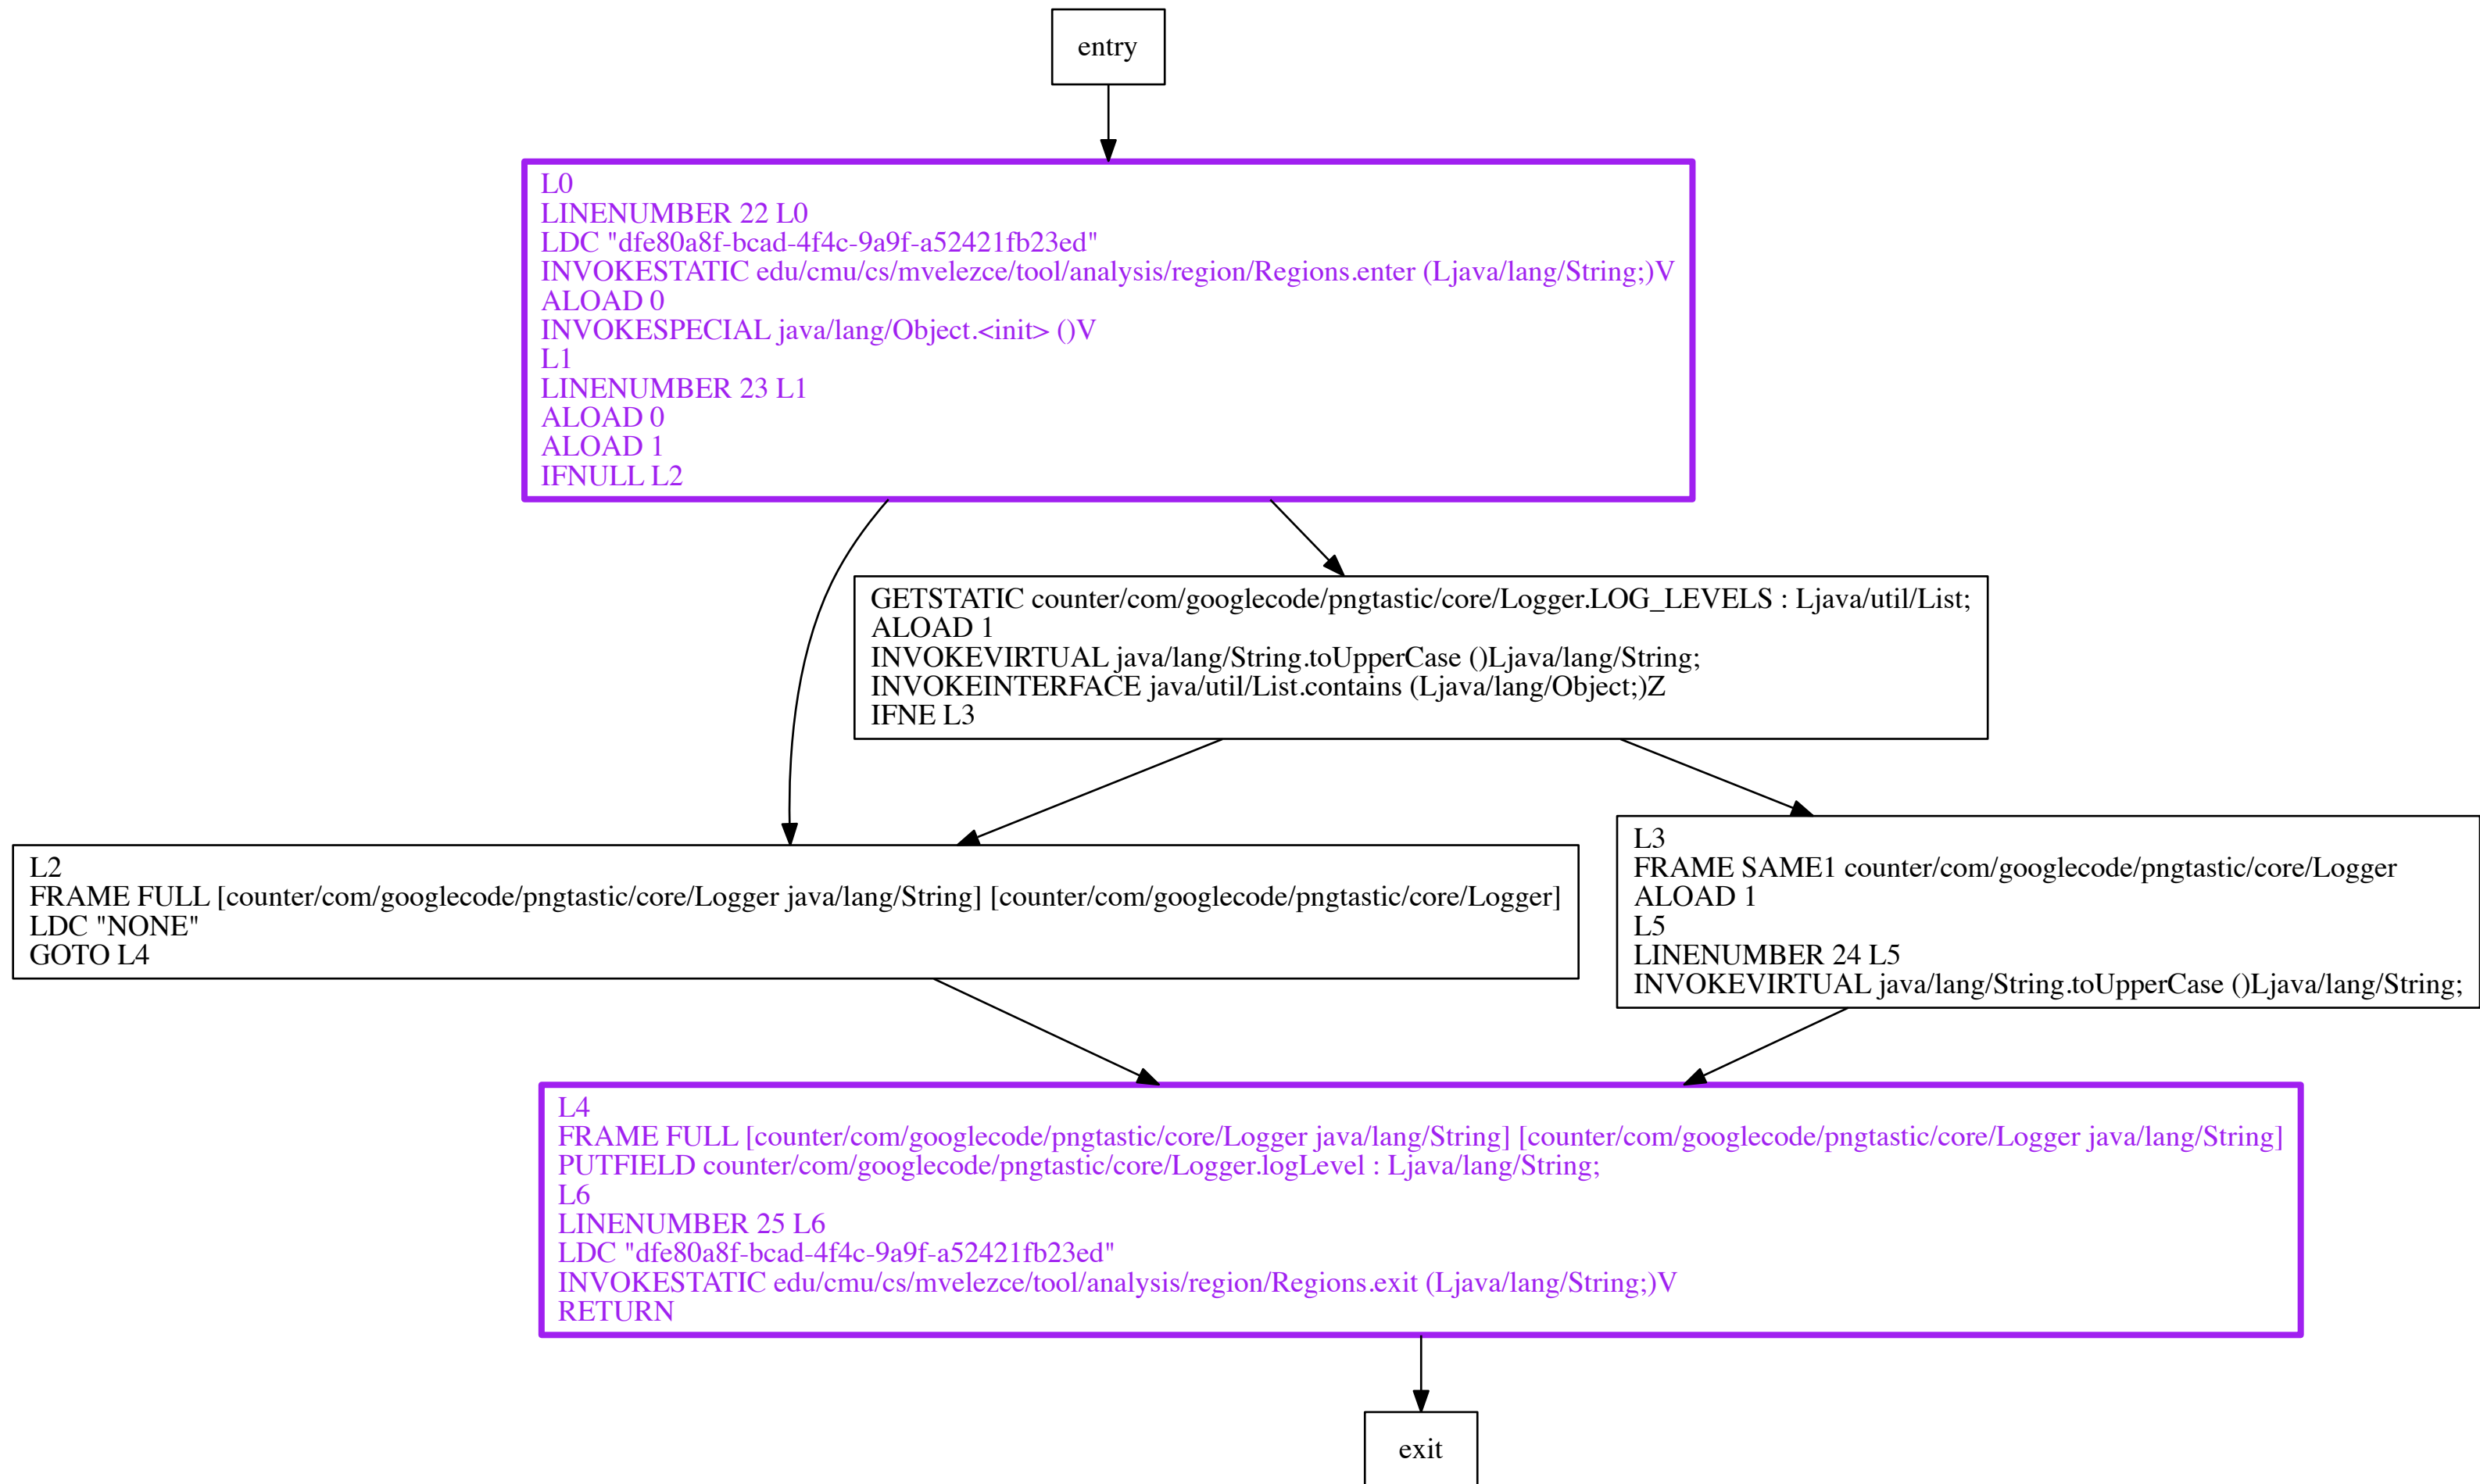 entry
L0
LINENUMBER 22 L0
LDC "dfe80a8f-bcad-4f4c-9a9f-a52421fb23ed"
INVOKESTATIC edu/cmu/cs/mvelezce/tool/analysis/region/Regions.enter (Ljava/lang/String;)V
ALOAD 0
INVOKESPECIAL java/lang/Object.<init> ()V
L1
LINENUMBER 23 L1
ALOAD 0
ALOAD 1
IFNULL L2
GETSTATIC counter/com/googlecode/pngtastic/core/Logger.LOG_LEVELS : Ljava/util/List;
ALOAD 1
INVOKEVIRTUAL java/lang/String.toUpperCase ()Ljava/lang/String;
INVOKEINTERFACE java/util/List.contains (Ljava/lang/Object;)Z
IFNE L3
L2
FRAME FULL [counter/com/googlecode/pngtastic/core/Logger java/lang/String] [counter/com/googlecode/pngtastic/core/Logger]
LDC "NONE"
GOTO L4
L3
FRAME SAME1 counter/com/googlecode/pngtastic/core/Logger
ALOAD 1
L5
LINENUMBER 24 L5
INVOKEVIRTUAL java/lang/String.toUpperCase ()Ljava/lang/String;
L4
FRAME FULL [counter/com/googlecode/pngtastic/core/Logger java/lang/String] [counter/com/googlecode/pngtastic/core/Logger java/lang/String]
PUTFIELD counter/com/googlecode/pngtastic/core/Logger.logLevel : Ljava/lang/String;
L6
LINENUMBER 25 L6
LDC "dfe80a8f-bcad-4f4c-9a9f-a52421fb23ed"
INVOKESTATIC edu/cmu/cs/mvelezce/tool/analysis/region/Regions.exit (Ljava/lang/String;)V
RETURN
exit